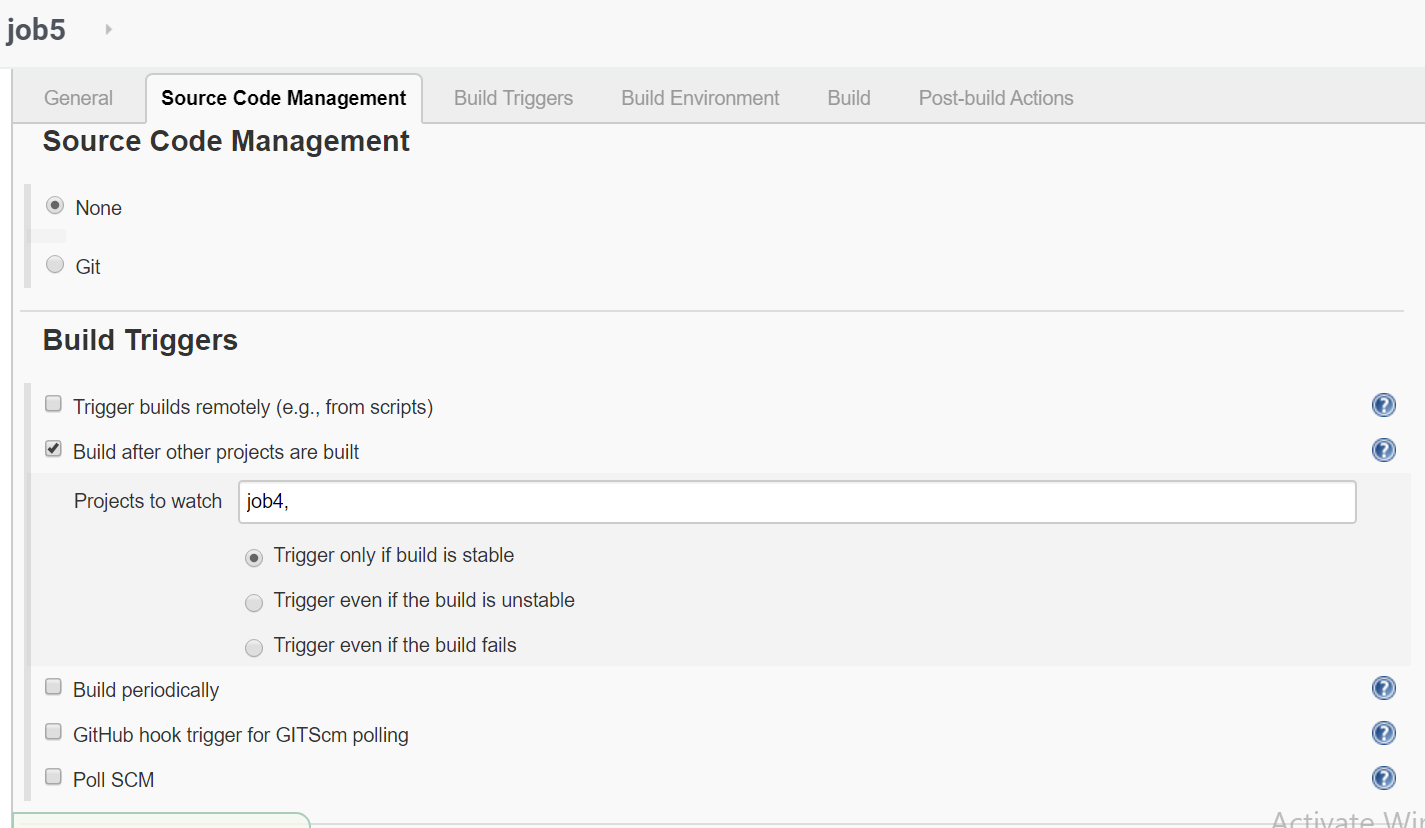 job5
General Source Code Management Build Triggers Build Environment Build Post-build Actions
Source Code Management
None
Git
Build Triggers
Trigger builds remotely (e.g., from scripts)
Build after other projects are built
Projects to watch job4,
Trigger only if build is stable
Trigger even if the build is unstable
Trigger even if the build fails
Build periodically
GitHub hook trigger for GITScm polling
Poll SCM
Activate